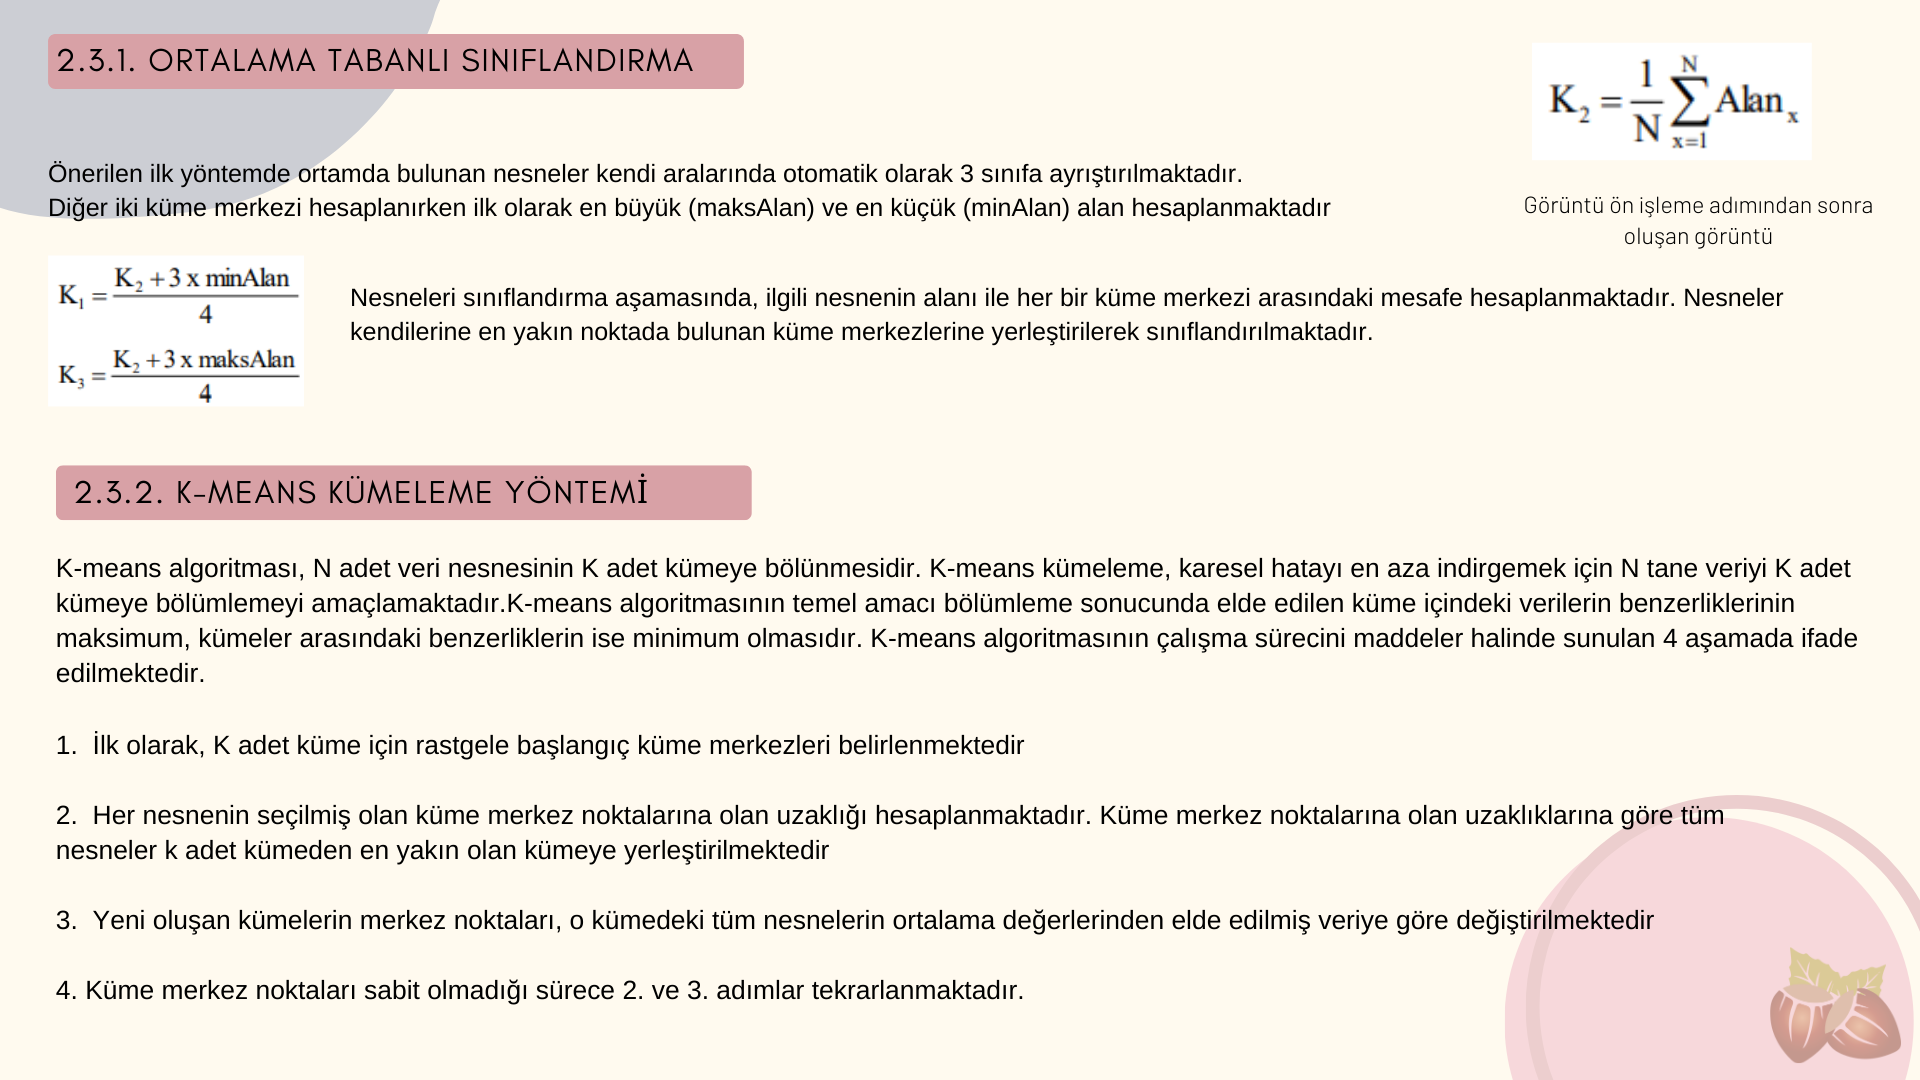 2.3.1. ORTALAMA TABANLI SINIFLANDIRMA
K₂ = 1/N ∑ₓ₌₁ᴺ Alanₓ
Görüntü ön işleme adımından sonra
oluşan görüntü
Önerilen ilk yöntemde ortamda bulunan nesneler kendi aralarında otomatik olarak 3 sınıfa ayrıştırılmaktadır.
Diğer iki küme merkezi hesaplanırken ilk olarak en büyük (maksAlan) ve en küçük (minAlan) alan hesaplanmaktadır
K₁ = (K₂ + 3 x minAlan) / 4
K₃ = (K₂ + 3 x maksAlan) / 4
Nesneleri sınıflandırma aşamasında, ilgili nesnenin alanı ile her bir küme merkezi arasındaki mesafe hesaplanmaktadır. Nesneler
kendilerine en yakın noktada bulunan küme merkezlerine yerleştirilerek sınıflandırılmaktadır.
2.3.2. K-MEANS KÜMELEME YÖNTEMİ
K-means algoritması, N adet veri nesnesinin K adet kümeye bölünmesidir. K-means kümeleme, karesel hatayı en aza indirgemek için N tane veriyi K adet
kümeye bölümlemeyi amaçlamaktadır.K-means algoritmasının temel amacı bölümleme sonucunda elde edilen küme içindeki verilerin benzerliklerinin
maksimum, kümeler arasındaki benzerliklerin ise minimum olmasıdır. K-means algoritmasının çalışma sürecini maddeler halinde sunulan 4 aşamada ifade
edilmektedir.
1. İlk olarak, K adet küme için rastgele başlangıç küme merkezleri belirlenmektedir
2. Her nesnenin seçilmiş olan küme merkez noktalarına olan uzaklığı hesaplanmaktadır. Küme merkez noktalarına olan uzaklıklarına göre tüm
nesneler k adet kümeden en yakın olan kümeye yerleştirilmektedir
3. Yeni oluşan kümelerin merkez noktaları, o kümedeki tüm nesnelerin ortalama değerlerinden elde edilmiş veriye göre değiştirilmektedir
4. Küme merkez noktaları sabit olmadığı sürece 2. ve 3. adımlar tekrarlanmaktadır.